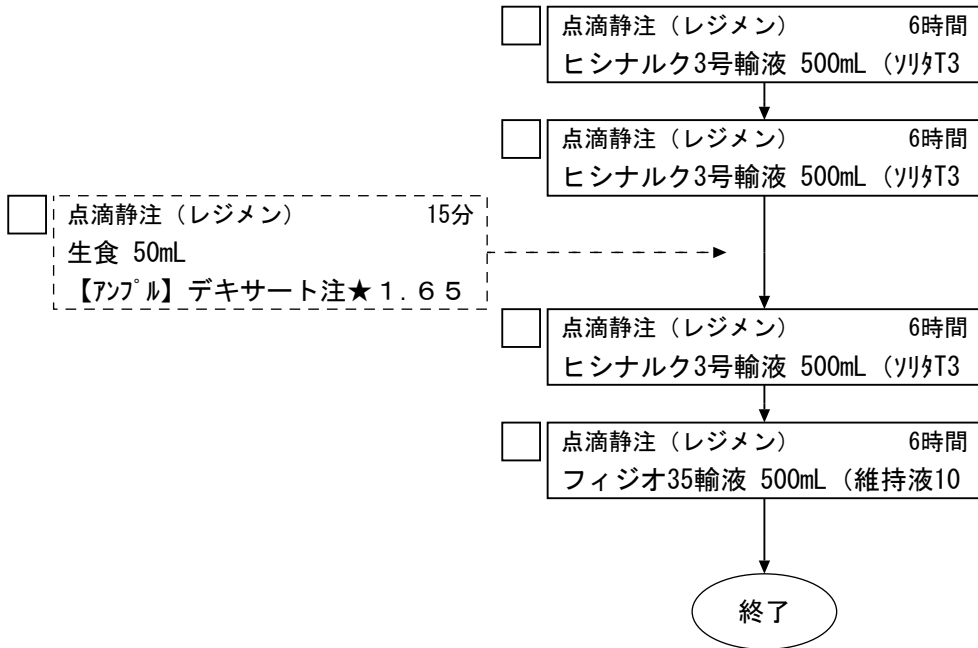 点滴静注（レジメン） 6時間
ヒシナルク3号輸液 500mL（ｿﾘﾀT3
点滴静注（レジメン） 6時間
ヒシナルク3号輸液 500mL（ｿﾘﾀT3
点滴静注（レジメン） 15分
生食 50mL
【ｱﾝﾌﾟﾙ】デキサート注★１．６５
点滴静注（レジメン） 6時間
ヒシナルク3号輸液 500mL（ｿﾘﾀT3
点滴静注（レジメン） 6時間
フィジオ35輸液 500mL（維持液10
終了